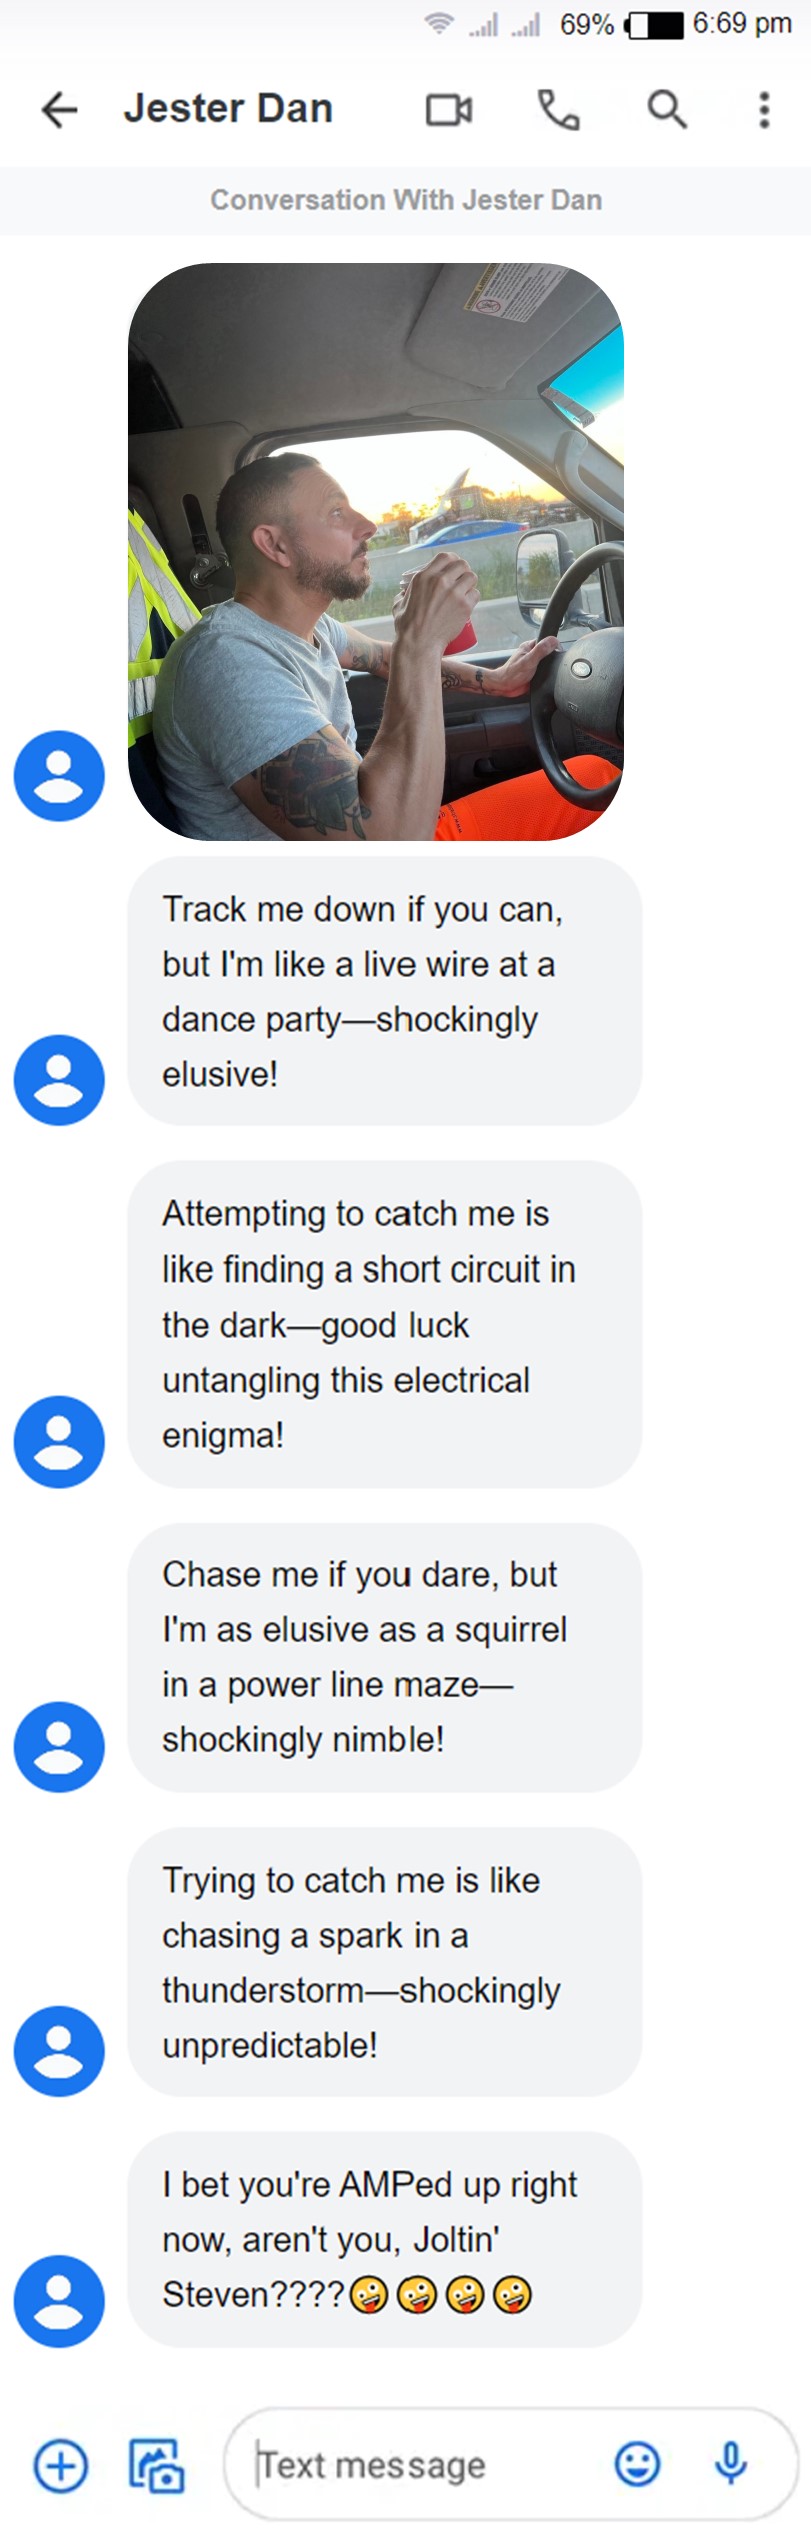 69% 6:69 pm
Jester Dan
Conversation With Jester Dan
Track me down if you can,
but I'm like a live wire at a
dance party—shockingly
elusive!
Attempting to catch me is
like finding a short circuit in
the dark—good luck
untangling this electrical
enigma!
Chase me if you dare, but
I'm as elusive as a squirrel
in a power line maze—
shockingly nimble!
Trying to catch me is like
chasing a spark in a
thunderstorm—shockingly
unpredictable!
I bet you're AMPed up right
now, aren't you, Joltin'
Steven????🤪🤪🤪🤪
Text message